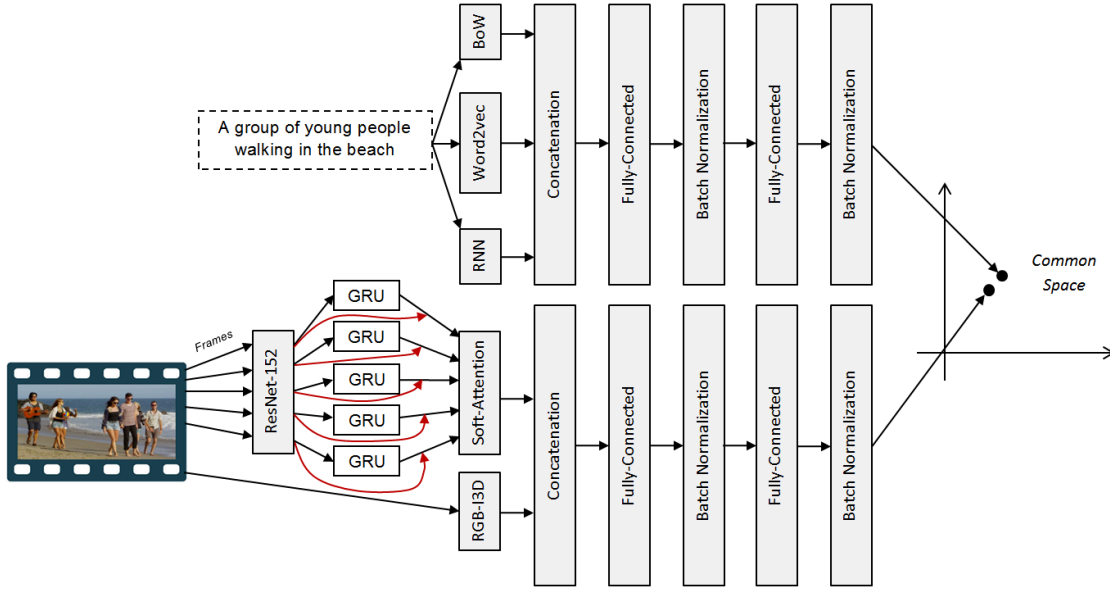 BoW
Word2vec
RNN
A group of young people
walking in the beach
Concatenation
Fully-Connected
Batch Normalization
Fully-Connected
Batch Normalization
Common
Space
Frames
ResNet-152
GRU
GRU
GRU
GRU
GRU
Soft-Attention
RGB-I3D
Concatenation
Fully-Connected
Batch Normalization
Fully-Connected
Batch Normalization